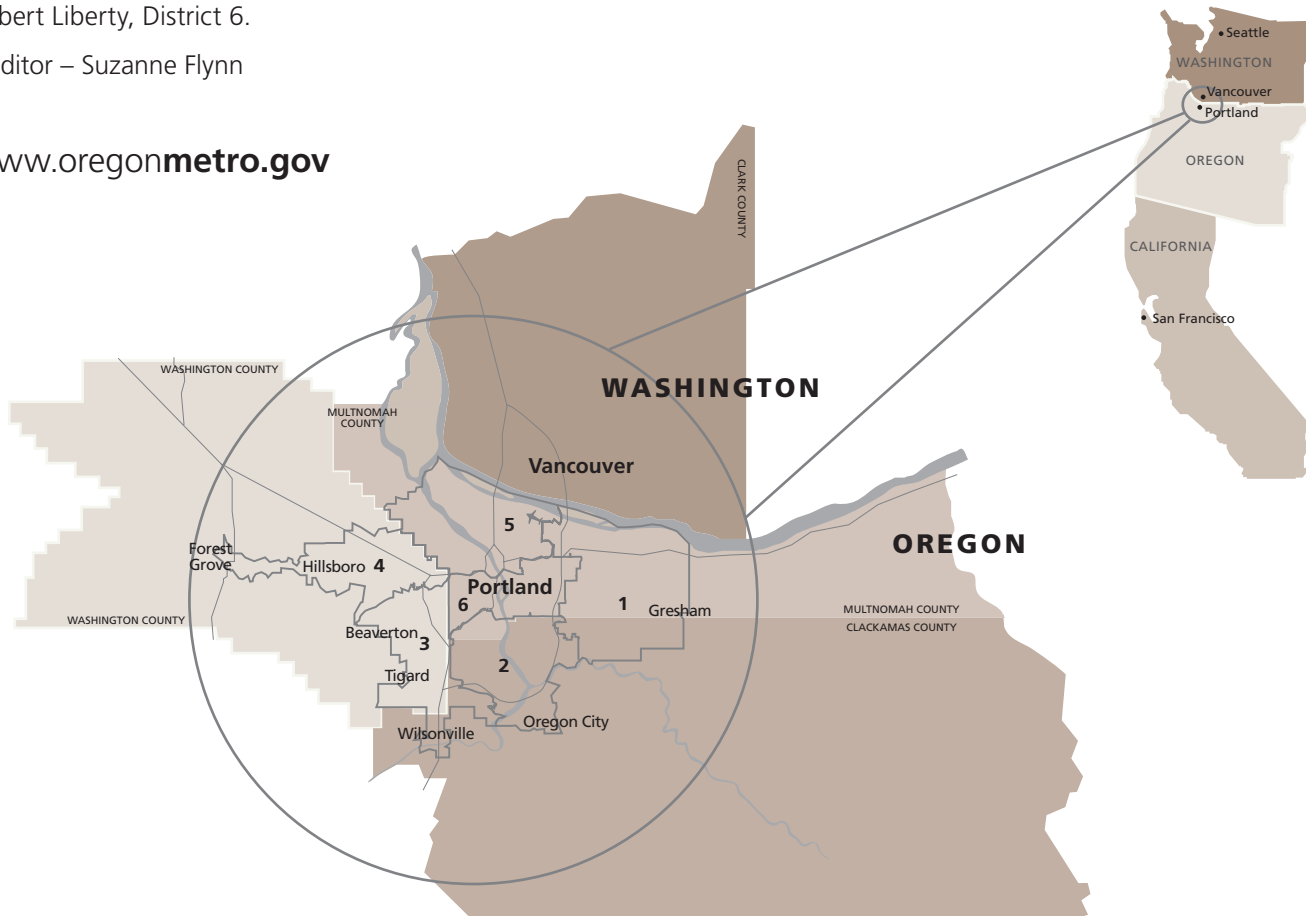 bert Liberty, District 6.
ditor – Suzanne Flynn
ww.oregonmetro.gov
Seattle
WASHINGTON
Vancouver
Portland
OREGON
CALIFORNIA
San Francisco
CLARK COUNTY
WASHINGTON COUNTY
MULTNOMAH
COUNTY
WASHINGTON
Vancouver
5
OREGON
Forest
Grove
Hillsboro 4
Portland
6
1
Gresham
MULTNOMAH COUNTY
WASHINGTON COUNTY
CLACKAMAS COUNTY
Beaverton
3
2
Tigard
Oregon City
Wilsonville